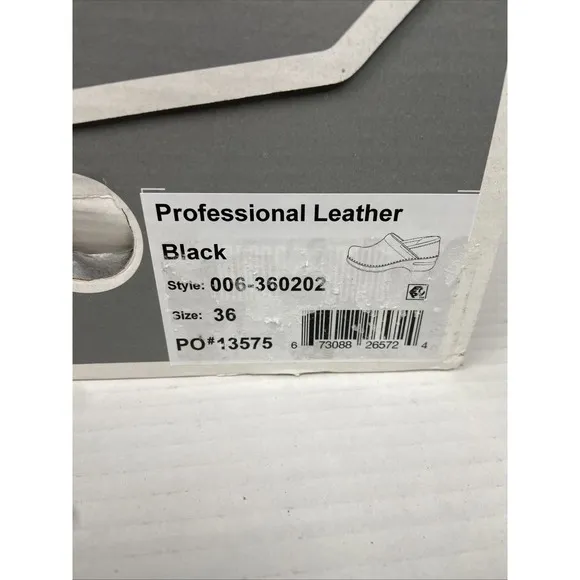 Professional Leather
Black
Style: 006-360202
Size: 36
PO#13575
6 73088 26572 4